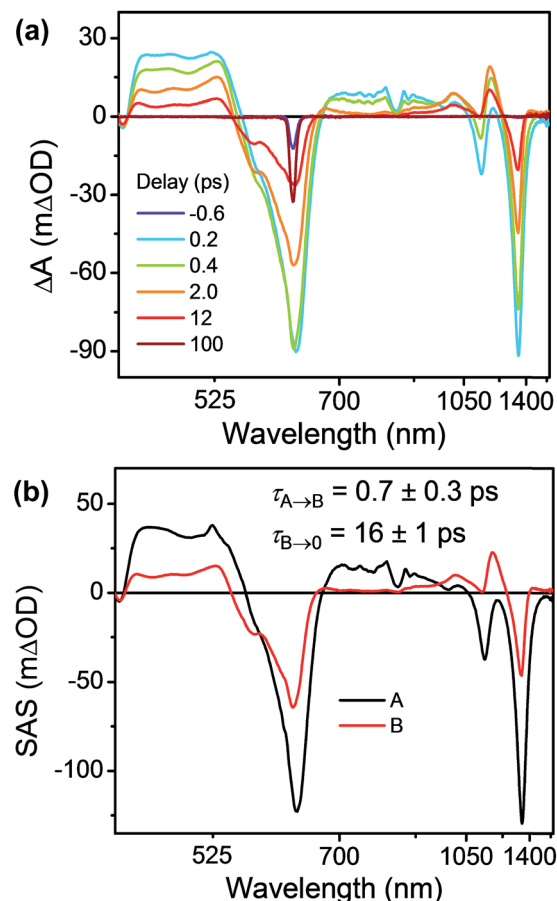 (a)
30
0
-30
-60
-90
ΔA (mΔOD)
Delay (ps)
-0.6
0.2
0.4
2.0
12
100
525
700
1050
1400
Wavelength (nm)
(b)
50
0
-50
-100
SAS (mΔOD)
τA→B = 0.7 ± 0.3 ps
τB→0 = 16 ± 1 ps
A
B
525
700
1050
1400
Wavelength (nm)